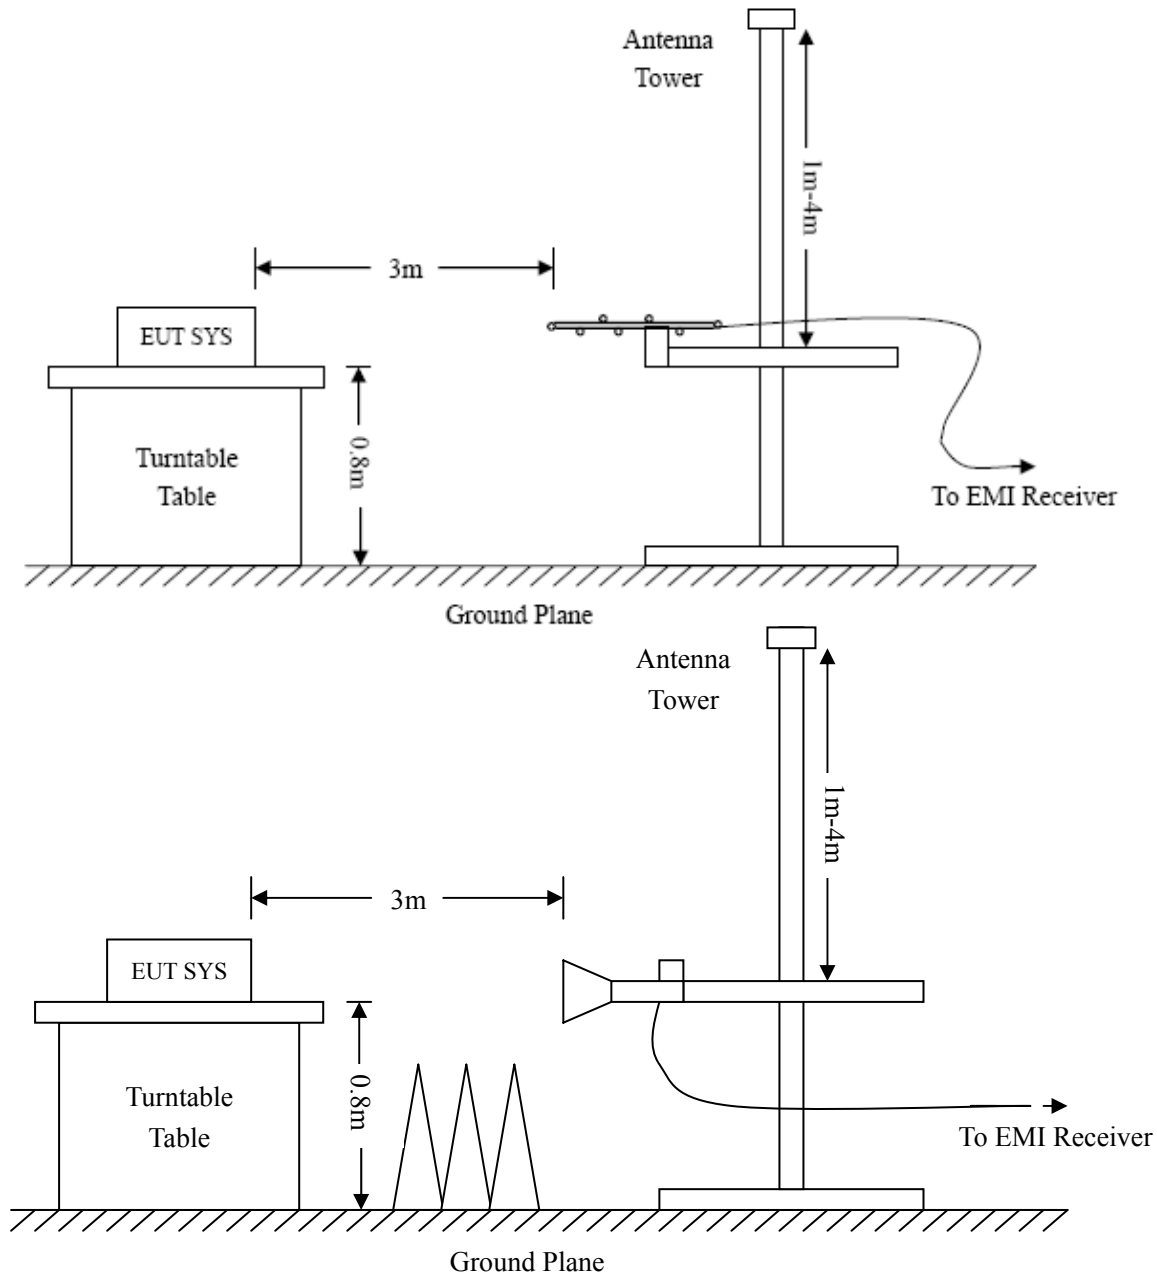 Antenna
Tower
1m-4m
3m
EUT SYS
0.8m
Turntable
Table
To EMI Receiver
Ground Plane
Antenna
Tower
1m-4m
3m
EUT SYS
0.8m
Turntable
Table
To EMI Receiver
Ground Plane